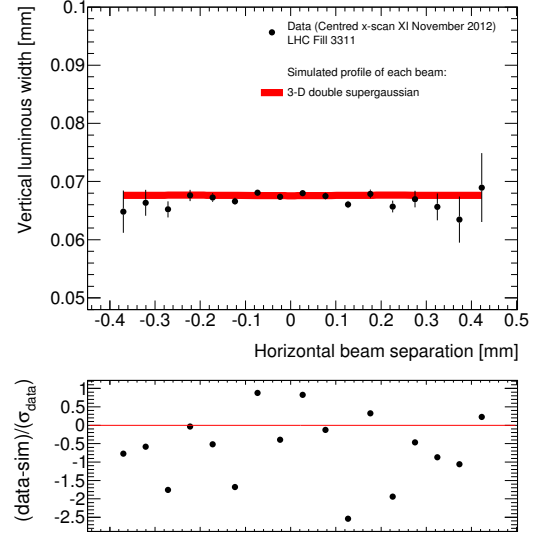 0.1
0.09
0.08
0.07
0.06
0.05
Vertical luminous width [mm]
Data (Centred x-scan XI November 2012)
LHC Fill 3311
Simulated profile of each beam:
3-D double supergaussian
-0.4 -0.3 -0.2 -0.1 0 0.1 0.2 0.3 0.4 0.5
Horizontal beam separation [mm]
(data-sim)/(σdata)
1
0.5
0
-0.5
-1
-1.5
-2
-2.5